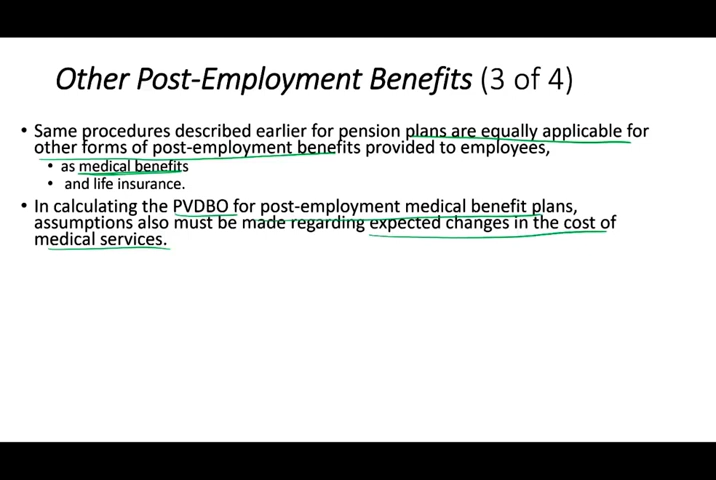 Other Post-Employment Benefits (3 of 4)
• Same procedures described earlier for pension plans are equally applicable for
other forms of post-employment benefits provided to employees,
• as medical benefits
• and life insurance.
• In calculating the PVDBO for post-employment medical benefit plans,
assumptions also must be made regarding expected changes in the cost of
medical services.